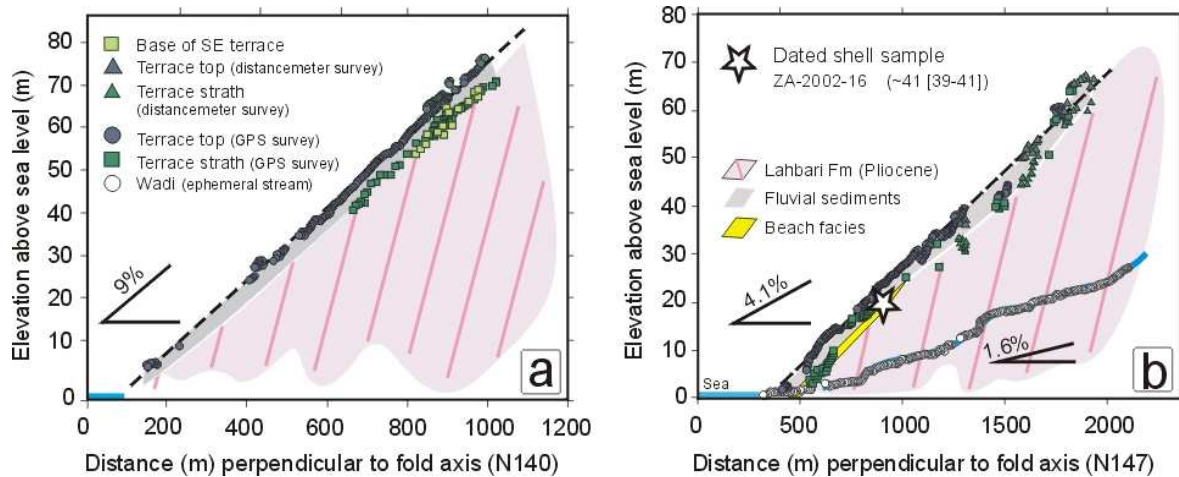 Elevation above sea level (m)
80
70
60
50
40
30
20
10
0
Base of SE terrace
Terrace top (distancemeter survey)
Terrace strath
(distancemeter survey)
Terrace top (GPS survey)
Terrace strath (GPS survey)
Wadi (ephemeral stream)
9%
a
0 200 400 600 800 1000 1200
Distance (m) perpendicular to fold axis (N140)
Elevation above sea level (m)
80
70
60
50
40
30
20
10
0
Dated shell sample
ZA-2002-16 (~41 [39-41])
Lahbari Fm (Pliocene)
Fluvial sediments
Beach facies
4.1%
1.6%
Sea
b
0 500 1000 1500 2000
Distance (m) perpendicular to fold axis (N147)